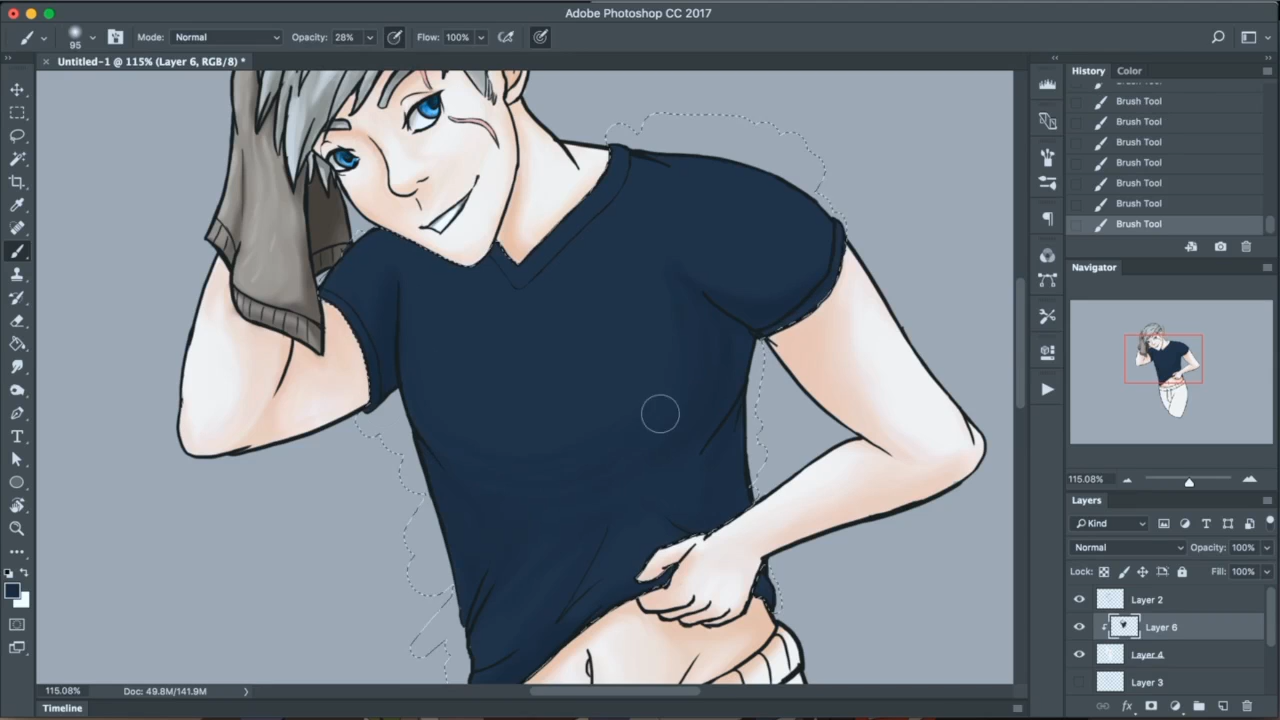 Adobe Photoshop CC 2017
95 Mode: Normal Opacity: 28% Flow: 100%
Untitled-1 @ 115% (Layer 6, RGB/8) *
History Color
Brush Tool
Brush Tool
Brush Tool
Brush Tool
Brush Tool
Brush Tool
Brush Tool
Navigator
115.08%
Layers
Kind
Normal Opacity: 100%
Lock: Fill: 100%
Layer 2
Layer 6
Layer 4
Layer 3
115.08% Doc: 49.8M/141.9M
Timeline